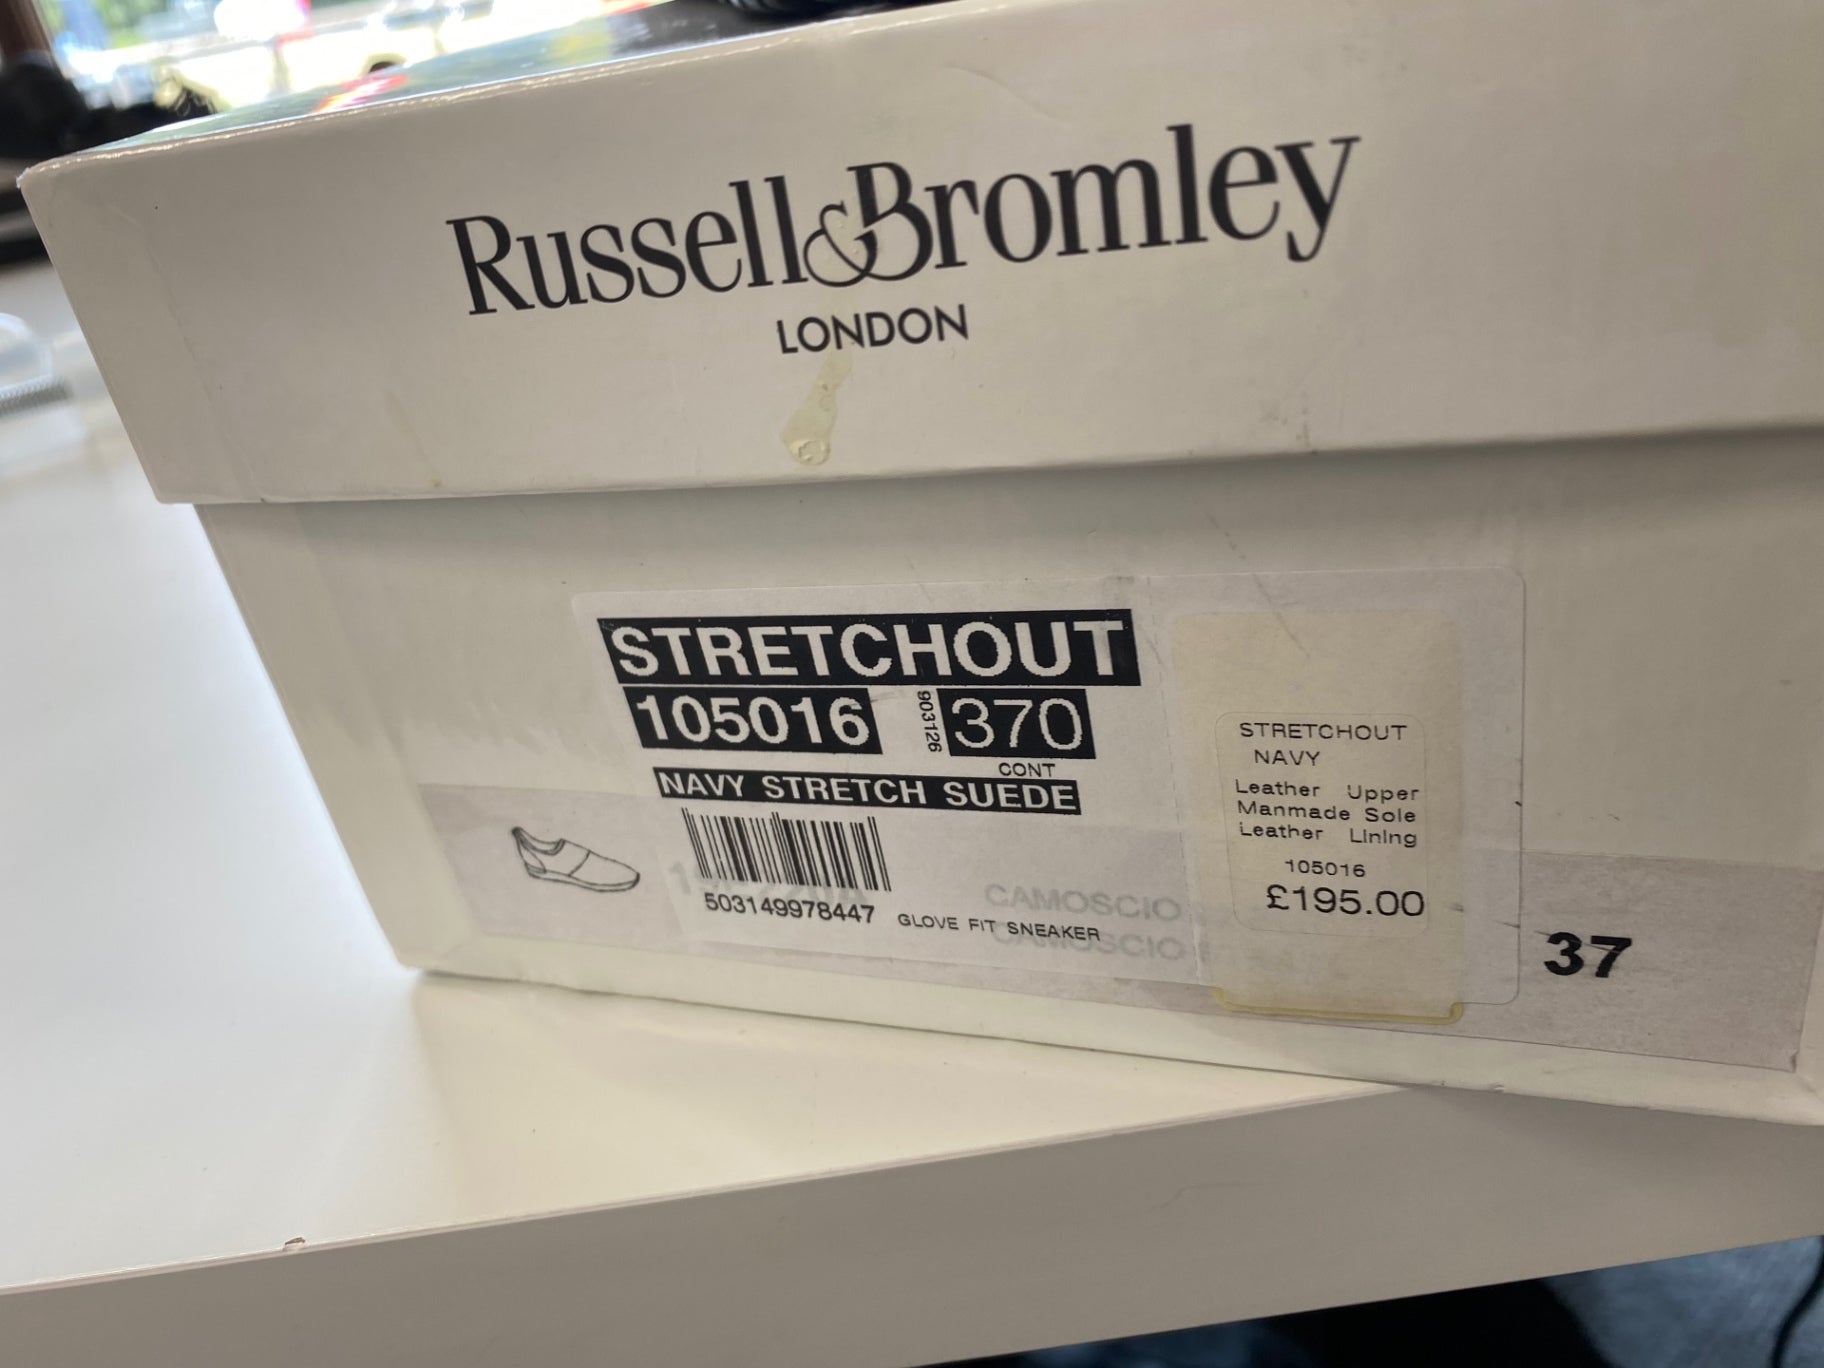 Russell&Bromley
LONDON
STRETCHOUT
105016
903126
370
CONT
NAVY STRETCH SUEDE
503149978447
GLOVE FIT SNEAKER
CAMOSCIO
CAMOSCIO
STRETCHOUT
NAVY
Leather Upper
Manmade Sole
Leather Lining
105016
£195.00
37